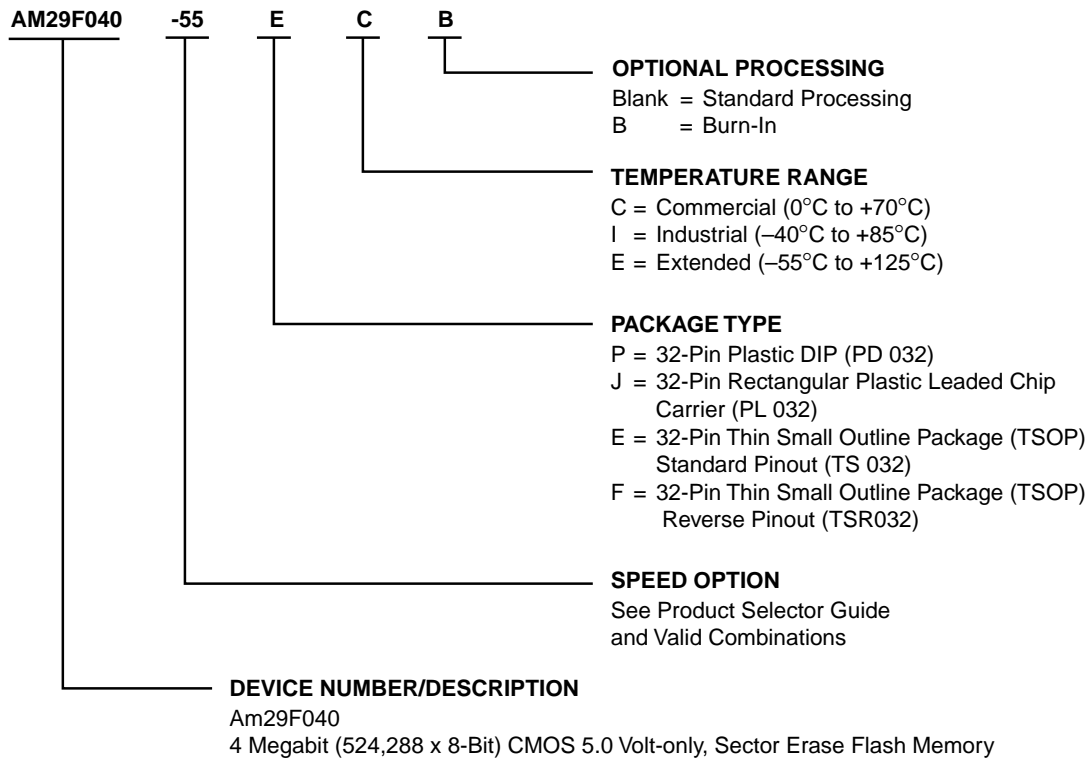 AM29F040 -55 E C B
OPTIONAL PROCESSING
Blank = Standard Processing
B = Burn-In
TEMPERATURE RANGE
C = Commercial (0°C to +70°C)
I = Industrial (–40°C to +85°C)
E = Extended (–55°C to +125°C)
PACKAGE TYPE
P = 32-Pin Plastic DIP (PD 032)
J = 32-Pin Rectangular Plastic Leaded Chip
Carrier (PL 032)
E = 32-Pin Thin Small Outline Package (TSOP)
Standard Pinout (TS 032)
F = 32-Pin Thin Small Outline Package (TSOP)
Reverse Pinout (TSR032)
SPEED OPTION
See Product Selector Guide
and Valid Combinations
DEVICE NUMBER/DESCRIPTION
Am29F040
4 Megabit (524,288 x 8-Bit) CMOS 5.0 Volt-only, Sector Erase Flash Memory